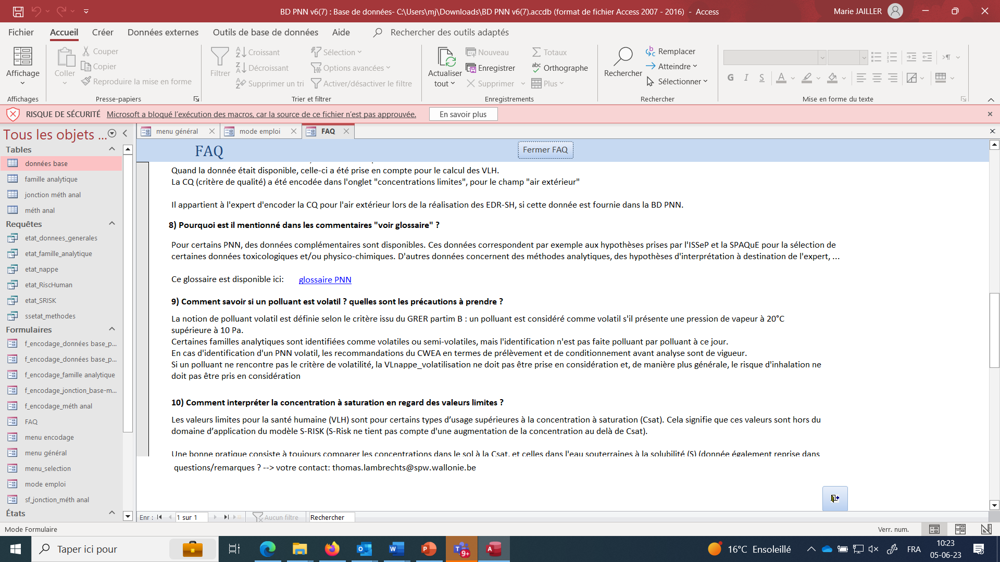 BD PNN v6(7) : Base de données- C:\Users\mj\Downloads\BD PNN v6(7).accdb (format de fichier Access 2007 - 2016) - Access
Marie JAILLER
Fichier Accueil Créer Données externes Outils de base de données Aide Rechercher des outils adaptés
Affichage
Affichages
Coller
Couper
Copier
Reproduire la mise en forme
Presse-papiers
Filtrer
Croissant
Décroissant
Supprimer un tri
Sélection
Options avancées
Activer/désactiver le filtre
Trier et filtrer
Actualiser
tout
Nouveau
Enregistrer
Supprimer
Totaux
Orthographe
Plus
Enregistrements
Rechercher
Remplacer
Atteindre
Sélectionner
Rechercher
G I S A
Mise en forme du texte
RISQUE DE SÉCURITÉ Microsoft a bloqué l’exécution des macros, car la source de ce fichier n’est pas approuvée. En savoir plus
Tous les objets ...
Tables
données base
famille analytique
jonction méth anal
méth anal
Requêtes
etat_donnees_generales
etat_famille_analytique
etat_nappe
etat_RiscHuman
etat_SRISK
ssetat_methodes
Formulaires
f_encodage_données base_p...
f_encodage_données base_p...
f_encodage_famille analytique
f_encodage_jonction_base-m...
f_encodage_méth anal
FAQ
menu encodage
menu général
menu_selection
mode emploi
sf_jonction_méth anal
États
menu général mode emploi FAQ
FAQ
Fermer FAQ
Quand la donnée était disponible, celle-ci a été prise en compte pour le calcul des VLH.
La CQ (critère de qualité) a été encodée dans l'onglet "concentrations limites", pour le champ "air extérieur"
Il appartient à l'expert d'encoder la CQ pour l'air extérieur lors de la réalisation des EDR-SH, si cette donnée est fournie dans la BD PNN.
8) Pourquoi est il mentionné dans les commentaires "voir glossaire" ?
Pour certains PNN, des données complémentaires sont disponibles. Ces données correspondent par exemple aux hypothèses prises par l'ISSeP et la SPAQuE pour la sélection de
certaines données toxicologiques et/ou physico-chimiques. D'autres données concernent des méthodes analytiques, des hypothèses d'interprétation à destination de l'expert, ...
Ce glossaire est disponible ici: glossaire PNN
9) Comment savoir si un polluant est volatil ? quelles sont les précautions à prendre ?
La notion de polluant volatil est définie selon le critère issu du GRER partim B : un polluant est considéré comme volatil s'il présente une pression de vapeur à 20°C
supérieure à 10 Pa.
Certaines familles analytiques sont identifiées comme volatiles ou semi-volatiles, mais l'identification n'est pas faite polluant par polluant à ce jour.
En cas d'identification d'un PNN volatil, les recommandations du CWEA en termes de prélèvement et de conditionnement avant analyse sont de vigueur.
Si un polluant ne rencontre pas le critère de volatilité, la VLnappe_volatilisation ne doit pas être prise en considération et, de manière plus générale, le risque d'inhalation ne
doit pas être pris en considération
10) Comment interpréter la concentration à saturation en regard des valeurs limites ?
Les valeurs limites pour la santé humaine (VLH) sont pour certains types d’usage supérieures à la concentration à saturation (Csat). Cela signifie que ces valeurs sont hors du
domaine d’application du modèle S-RISK (S-Risk ne tient pas compte d'une augmentation de la concentration au delà de Csat).
Une bonne pratique consiste à toujours comparer les concentrations dans le sol à la Csat, et celles dans l'eau souterraines à la solubilité (S) (donnée également reprise dans
questions/remarques ? --> votre contact: thomas.lambrechts@spw.wallonie.be
Enr : 1 sur 1 Aucun filtre Rechercher
Mode Formulaire
Verr. num.
Taper ici pour
9+
16°C Ensoleillé
FRA
10:23
05-06-23